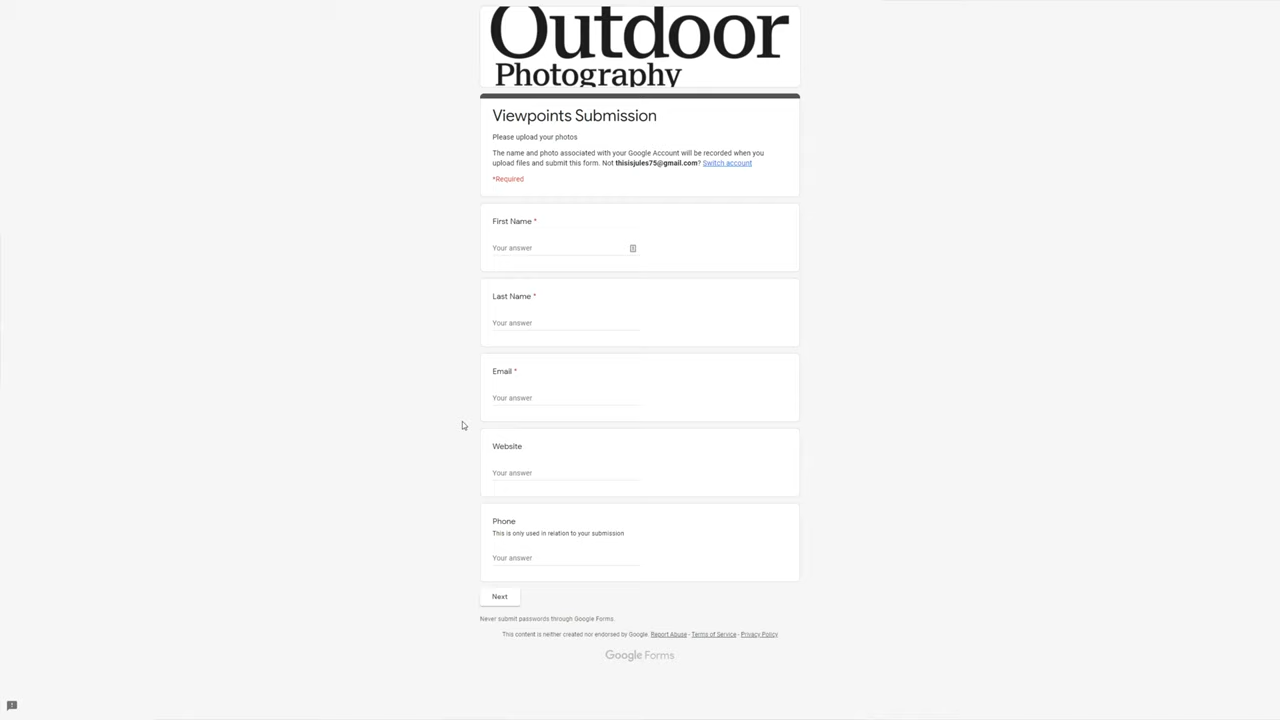 Outdoor
Photography
Viewpoints Submission
Please upload your photos
The name and photo associated with your Google Account will be recorded when you
upload files and submit this form. Not thisisjules75@gmail.com? Switch account
*Required
First Name *
Your answer
Last Name *
Your answer
Email *
Your answer
Website
Your answer
Phone
This is only used in relation to your submission
Your answer
Next
Never submit passwords through Google Forms.
This content is neither created nor endorsed by Google. Report Abuse - Terms of Service - Privacy Policy
Google Forms